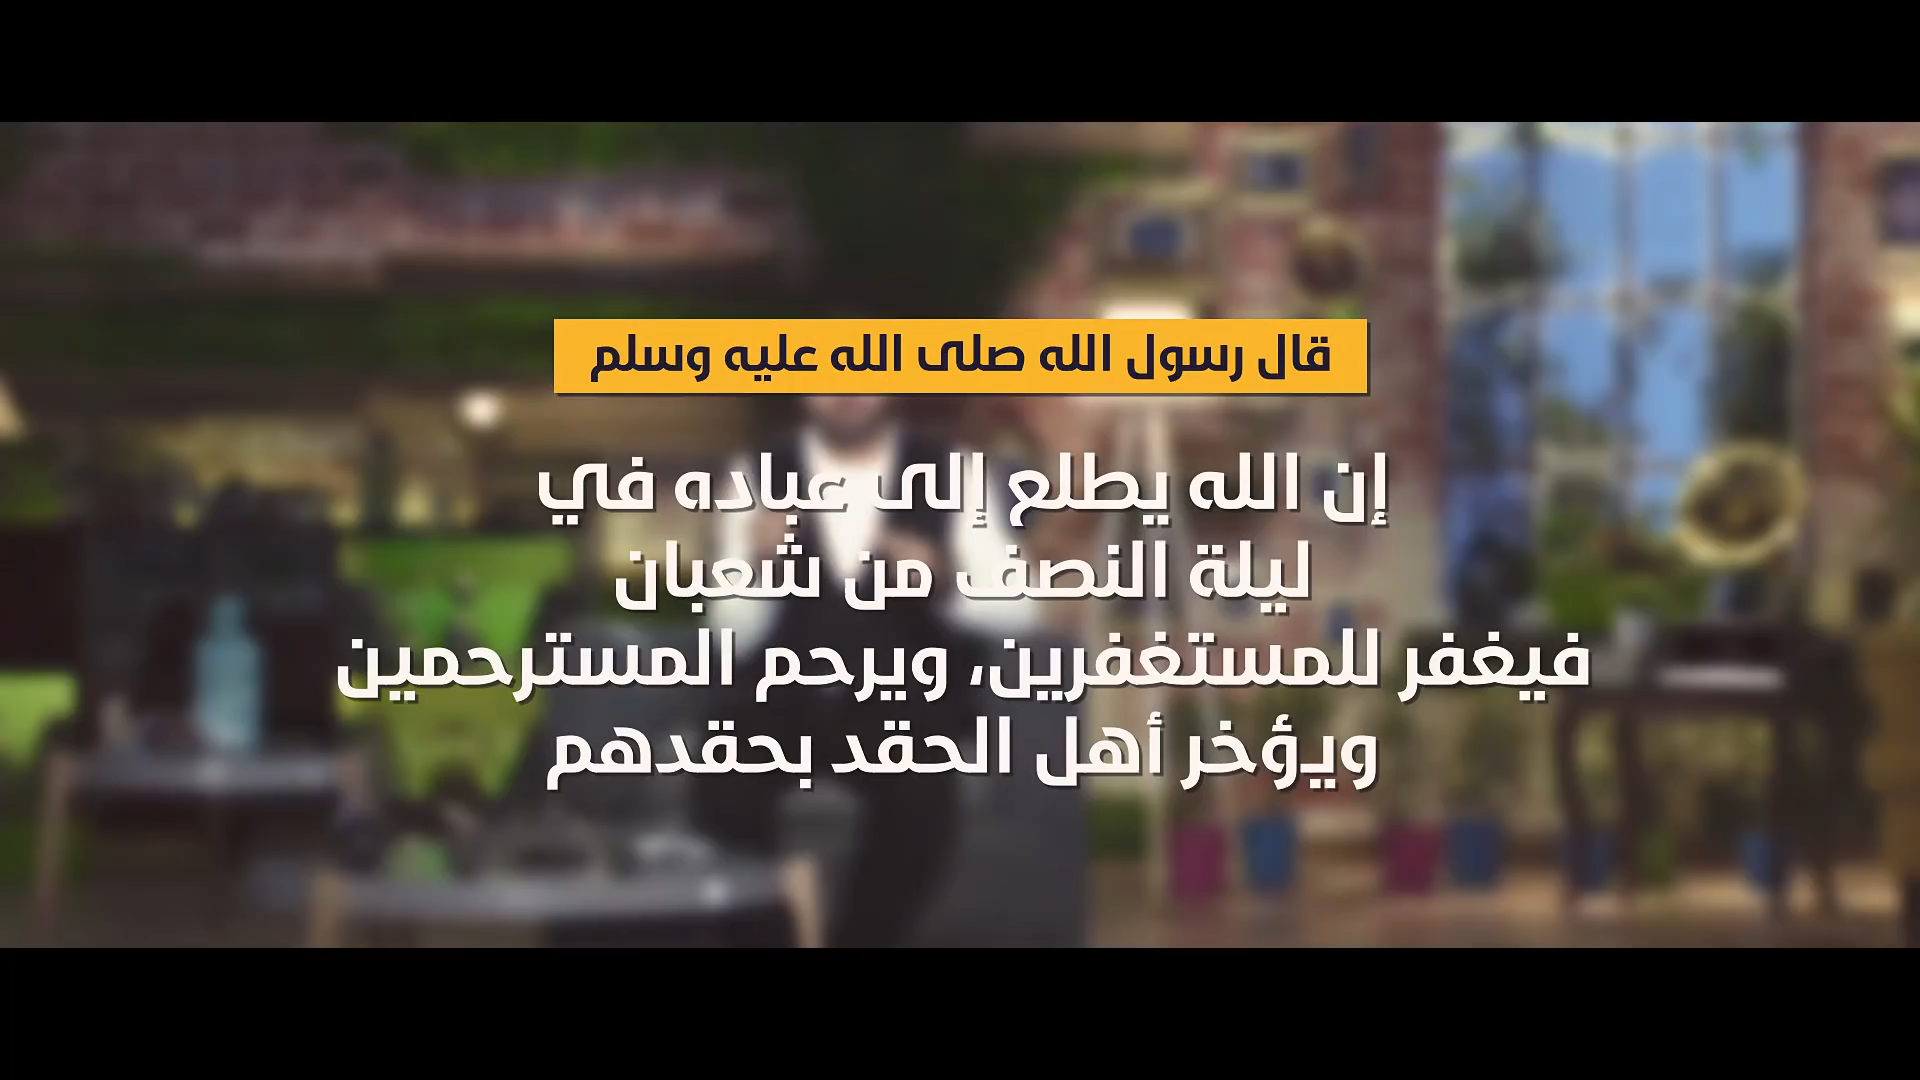 قال رسول الله صلى الله عليه وسلم
إن الله يطلع إلى عباده في
ليلة النصف من شعبان
فيغفر للمستغفرين، ويرحم المسترحمين
ويؤخر أهل الحقد بحقدهم